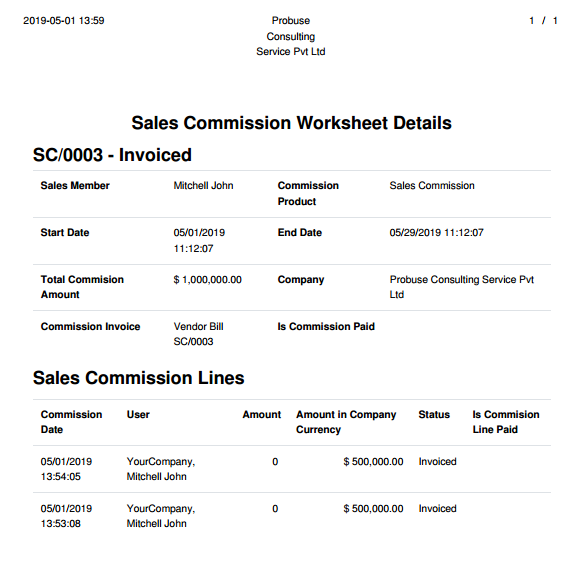 2019-05-01 13:59 Probuse 1 / 1
Consulting
Service Pvt Ltd
Sales Commission Worksheet Details
SC/0003 - Invoiced
Sales Member Mitchell John Commission Sales Commission
Product
Start Date 05/01/2019 End Date 05/29/2019 11:12:07
11:12:07
Total Commision $ 1,000,000.00 Company Probuse Consulting Service Pvt
Amount Ltd
Commission Invoice Vendor Bill Is Commission Paid
SC/0003
Sales Commission Lines
Commission User Amount Amount in Company Status Is Commision
Date Currency Line Paid
05/01/2019 YourCompany, 0 $ 500,000.00 Invoiced
13:54:05 Mitchell John
05/01/2019 YourCompany, 0 $ 500,000.00 Invoiced
13:53:08 Mitchell John